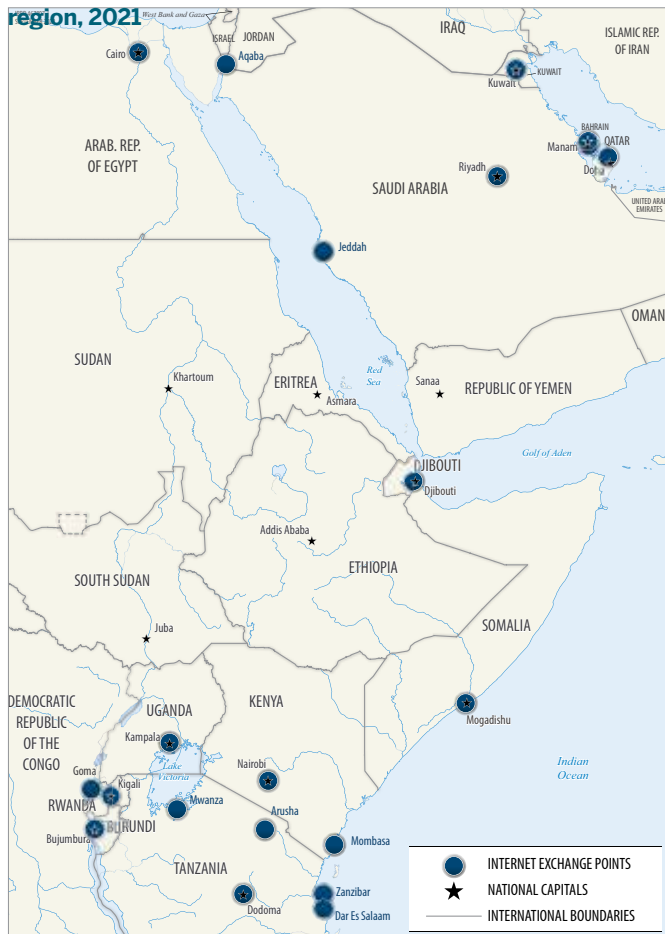 region, 2021
West Bank and Gaza
ISRAEL
JORDAN
IRAQ
ISLAMIC REP.
OF IRAN
Cairo
Aqaba
Kuwait
KUWAIT
BAHRAIN
Manam
QATAR
ARAB. REP.
OF EGYPT
Riyadh
SAUDI ARABIA
UNITED ARAB
EMIRATES
Jeddah
OMAN
SUDAN
Khartoum
ERITREA
Asmara
Red
Sea
Sanaa
REPUBLIC OF YEMEN
DJIBOUTI
Djibouti
Golf of Aden
Addis Ababa
ETHIOPIA
SOUTH SUDAN
Juba
SOMALIA
DEMOCRATIC
REPUBLIC
OF THE
CONGO
UGANDA
KENYA
Kampala
Mogadishu
Lake
Victoria
Nairobi
Indian
Ocean
Goma
Kigali
RWANDA
Mwanza
Arusha
BURUNDI
Bujumbura
Mombasa
TANZANIA
Dodoma
Zanzibar
Dar Es Salaam
INTERNET EXCHANGE POINTS
NATIONAL CAPITALS
INTERNATIONAL BOUNDARIES